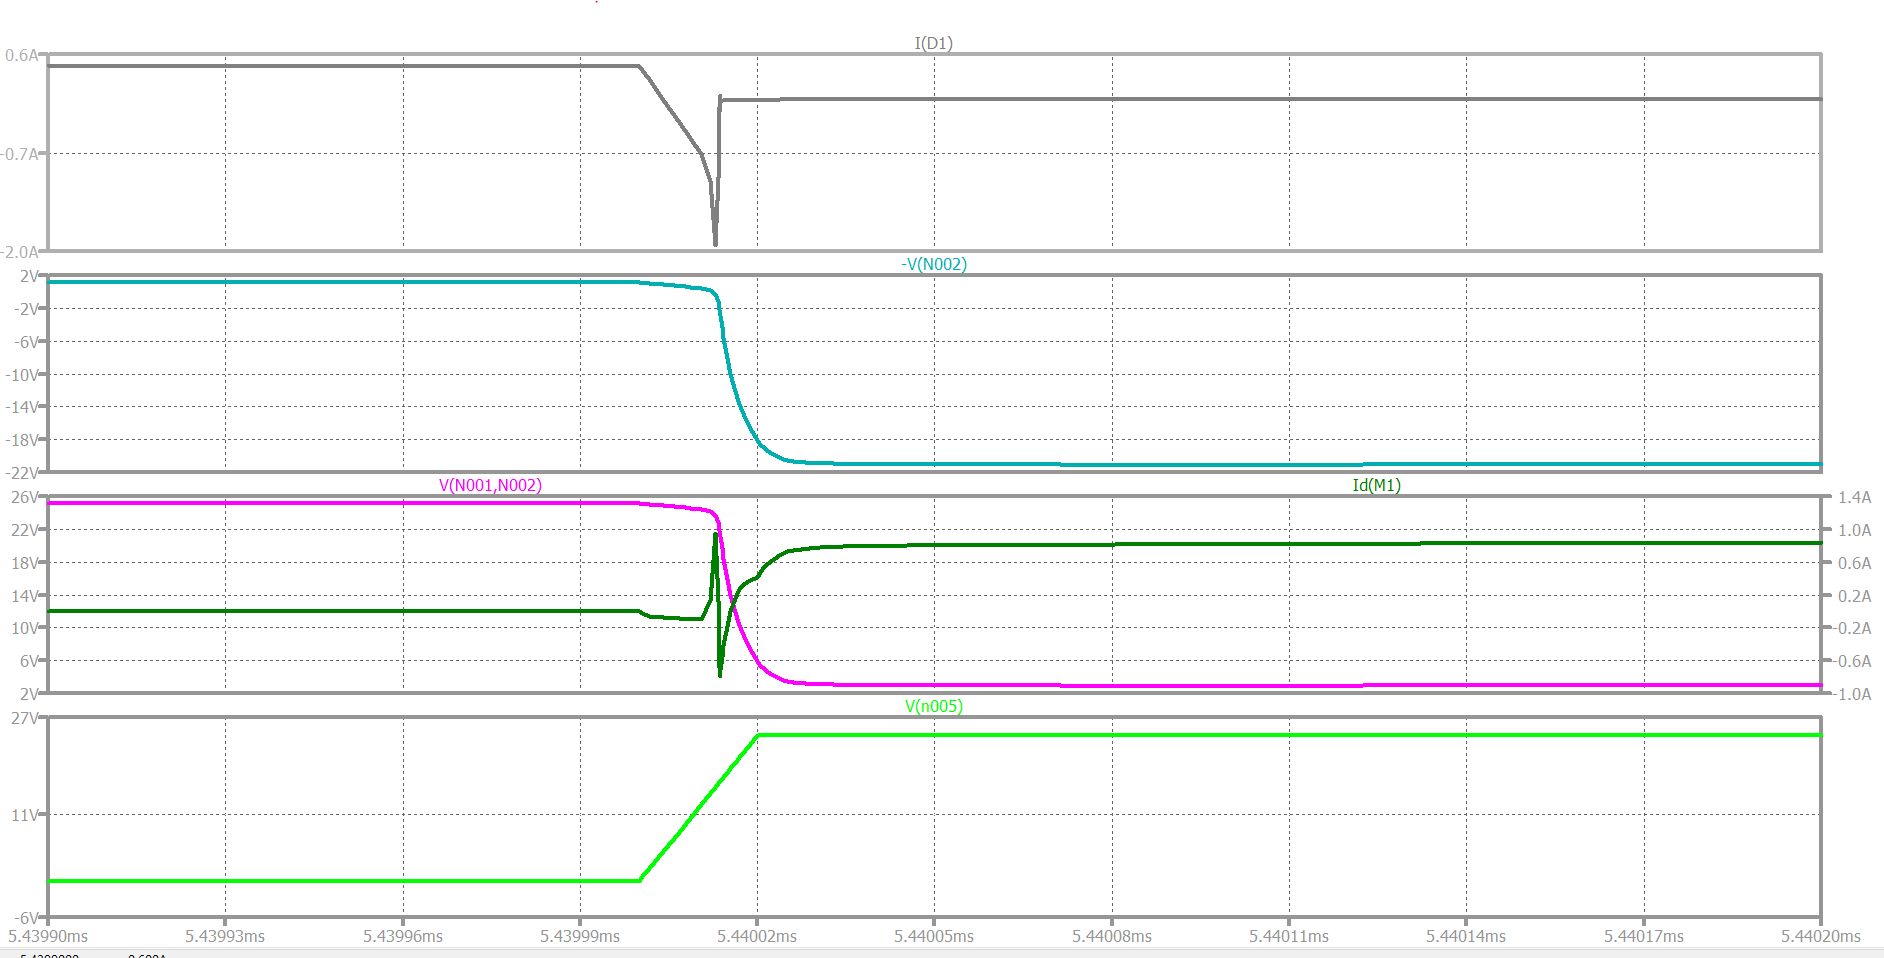 I(D1)
0.6A
-0.7A
-2.0A
-V(N002)
2V
-2V
-6V
-10V
-14V
-18V
-22V
V(N001,N002)
Id(M1)
26V
22V
18V
14V
10V
6V
2V
1.4A
1.0A
0.6A
0.2A
-0.2A
-0.6A
-1.0A
V(n005)
27V
11V
-6V
5.43990ms 5.43993ms 5.43996ms 5.43999ms 5.44002ms 5.44005ms 5.44008ms 5.44011ms 5.44014ms 5.44017ms 5.44020ms